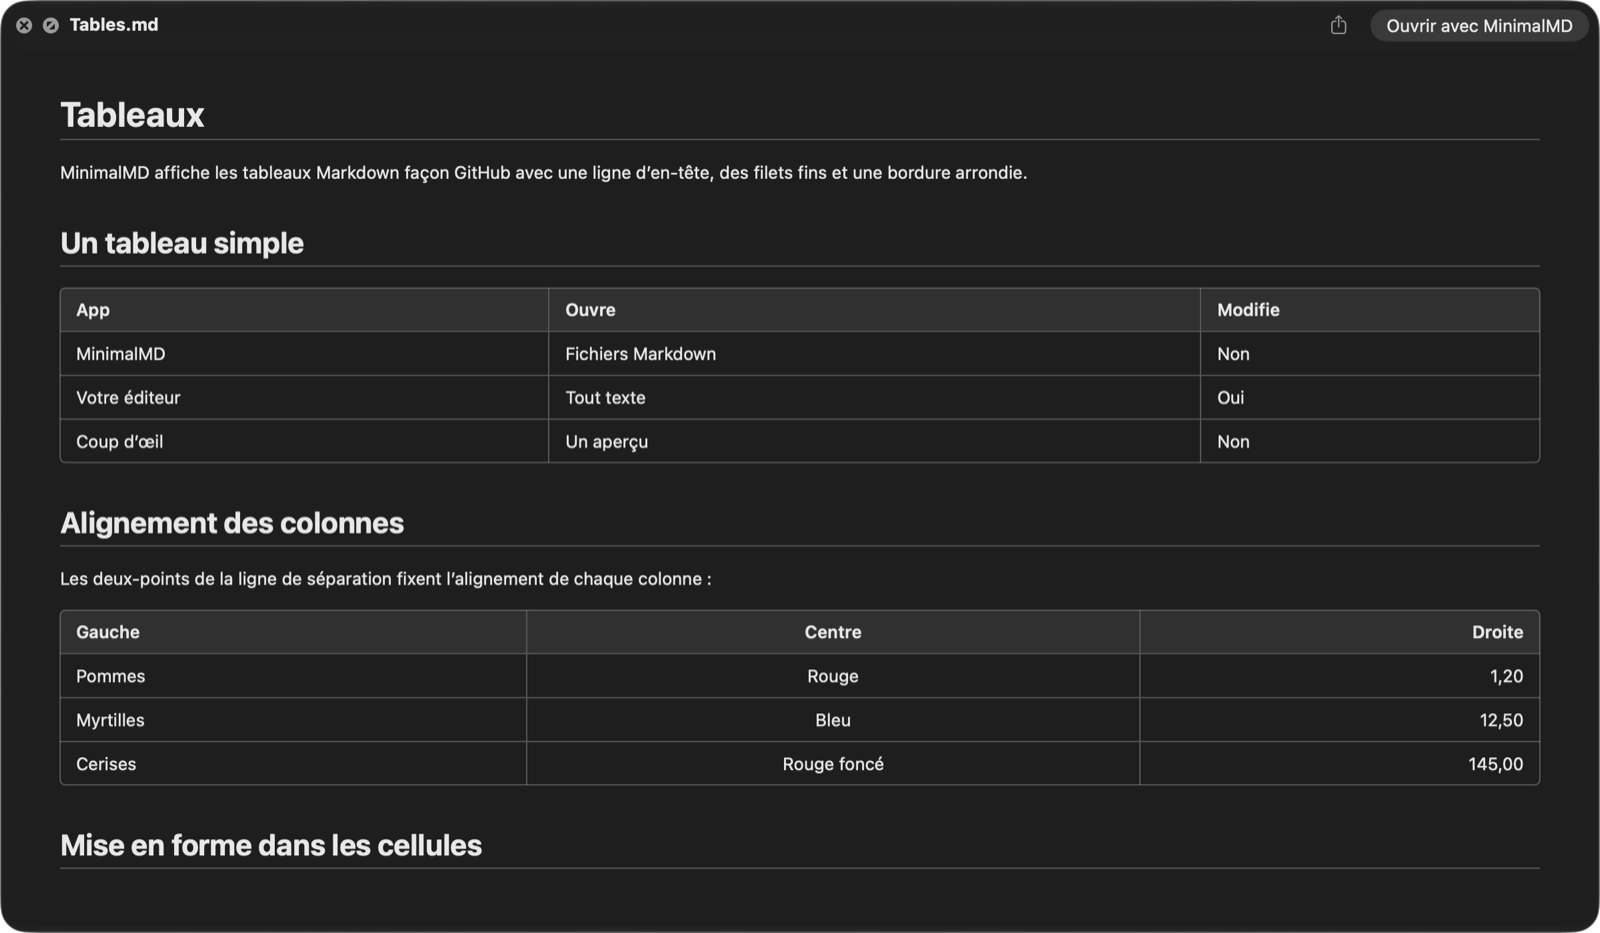 Tables.md
Ouvrir avec MinimalMD
Tableaux
MinimalMD affiche les tableaux Markdown façon GitHub avec une ligne d’en-tête, des filets fins et une bordure arrondie.
Un tableau simple
App Ouvre Modifie
MinimalMD Fichiers Markdown Non
Votre éditeur Tout texte Oui
Coup d’œil Un aperçu Non
Alignement des colonnes
Les deux-points de la ligne de séparation fixent l’alignement de chaque colonne :
Gauche Centre Droite
Pommes Rouge 1,20
Myrtilles Bleu 12,50
Cerises Rouge foncé 145,00
Mise en forme dans les cellules